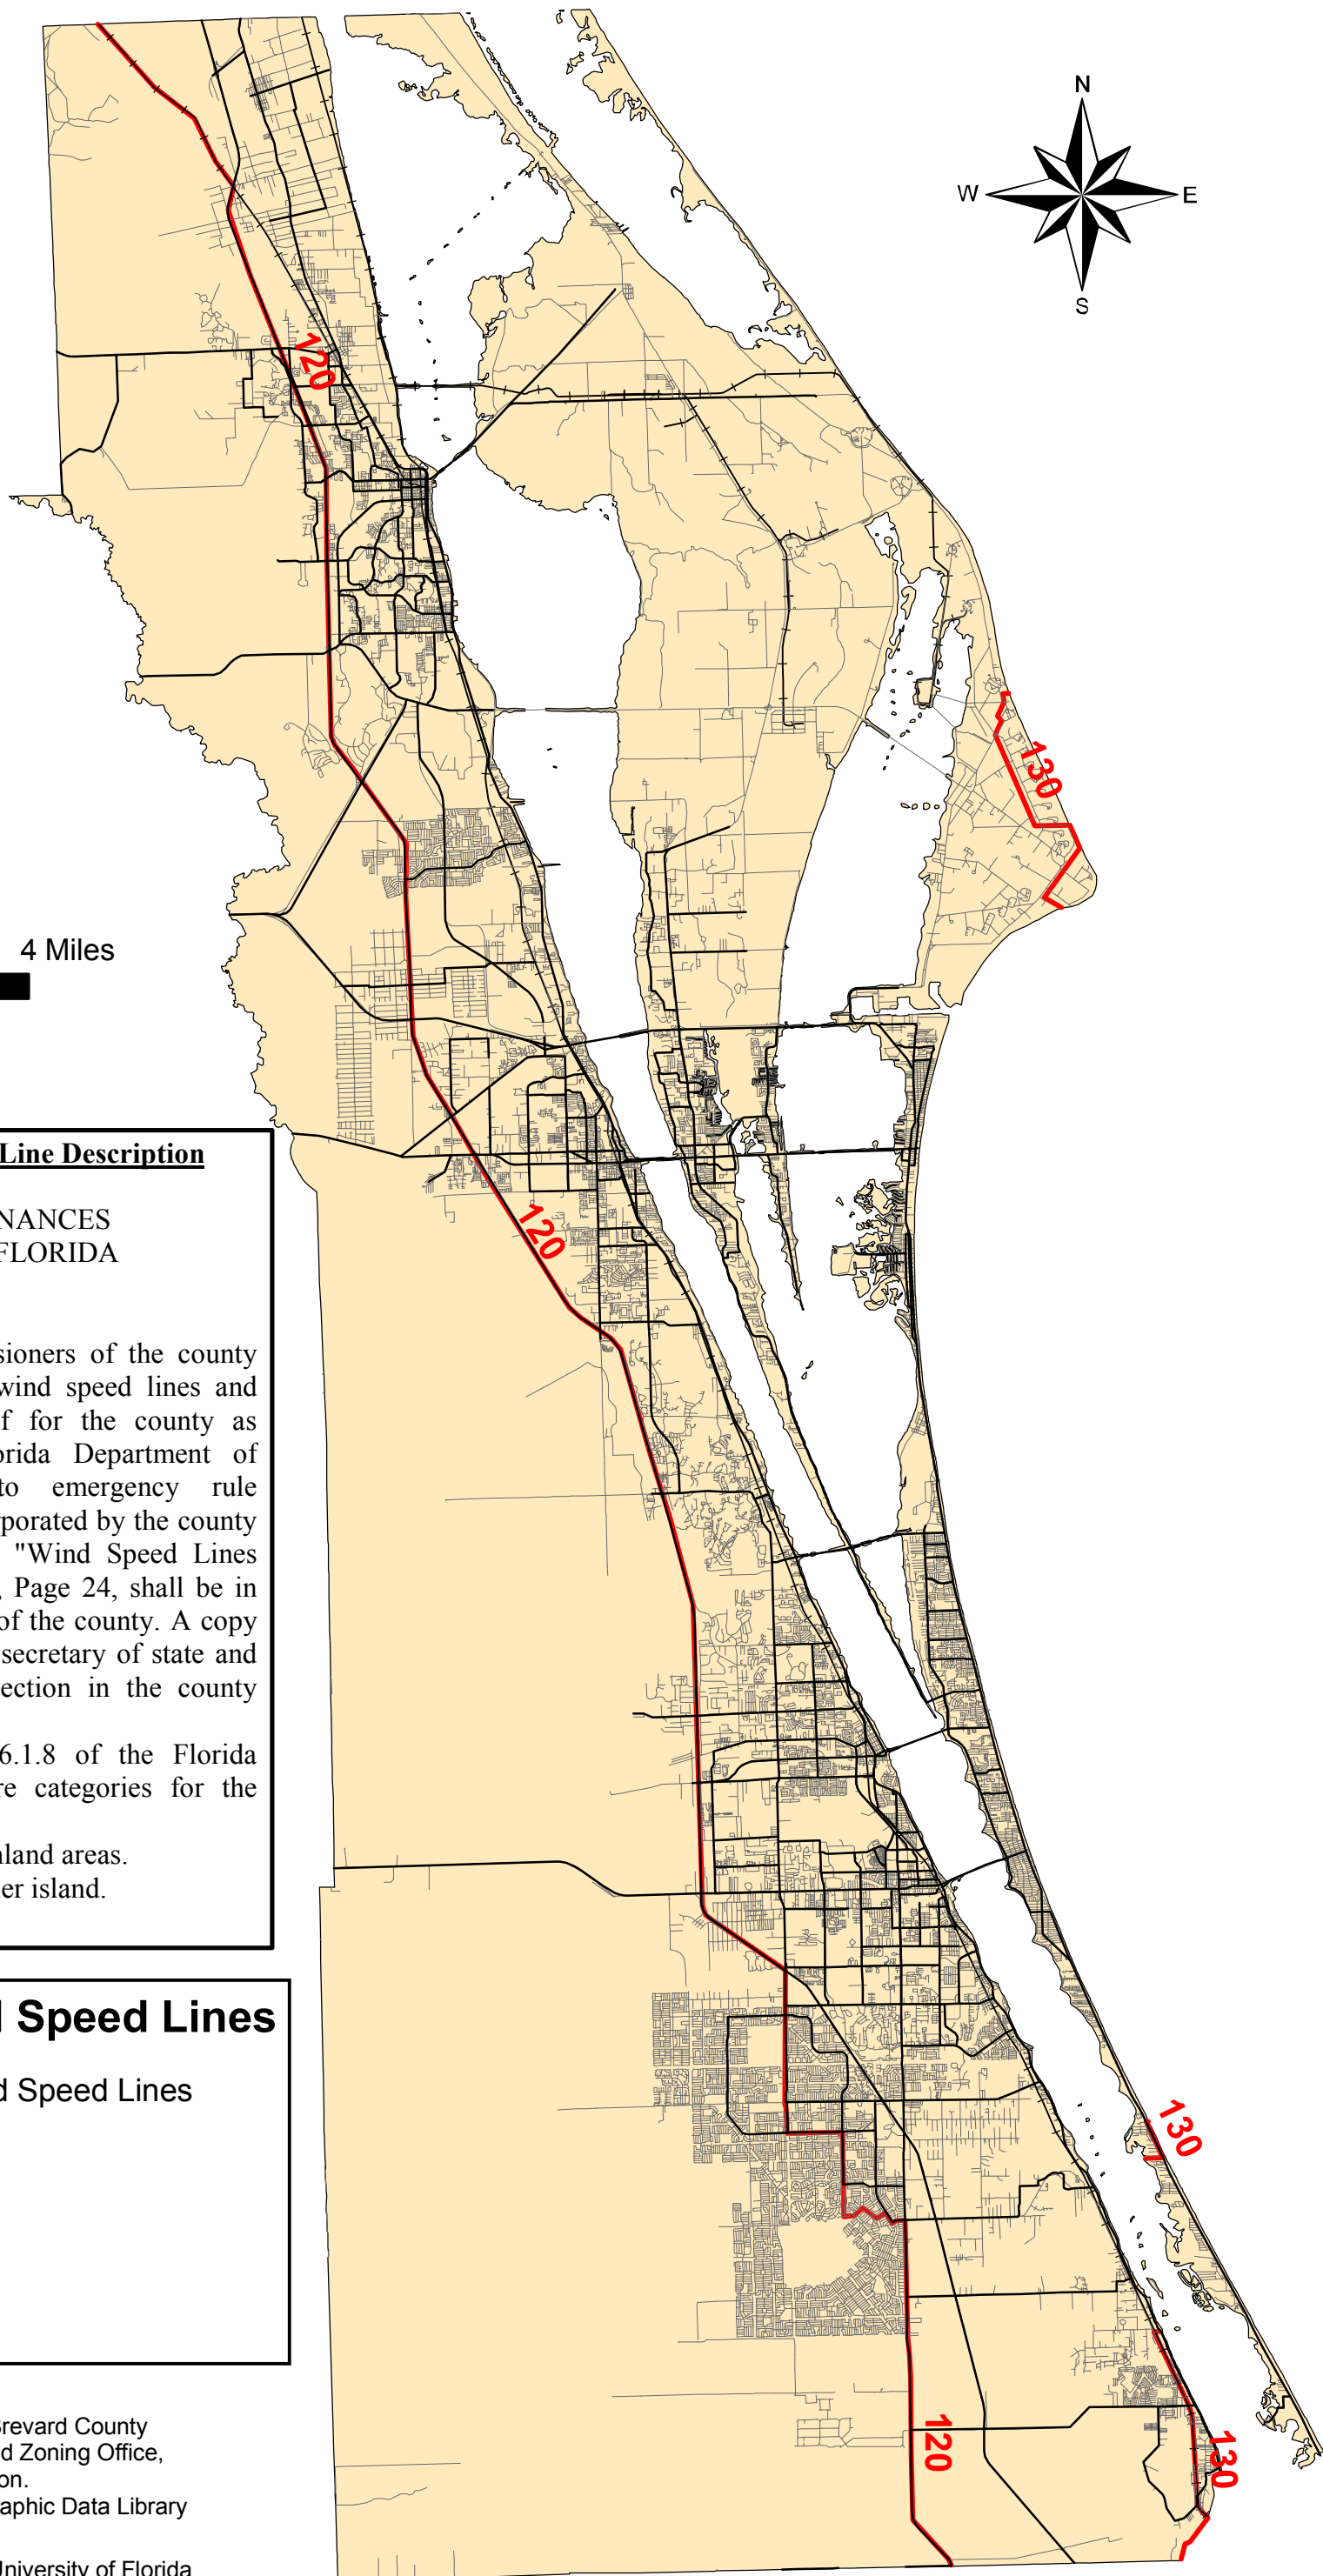 N
W
E
S
120
130
4 Miles
Line Description
NANCES
FLORIDA
sioners of the county
wind speed lines and
f for the county as
orida Department of
to emergency rule
rporated by the county
"Wind Speed Lines
, Page 24, shall be in
of the county. A copy
secretary of state and
ection in the county
6.1.8 of the Florida
re categories for the
nland areas.
er island.
120
d Speed Lines
d Speed Lines
130
120
130
Brevard County
d Zoning Office,
on.
raphic Data Library
University of Florida